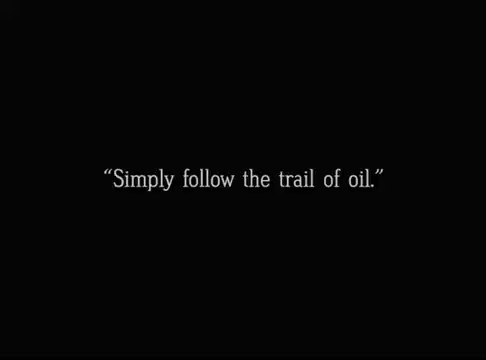 “Simply follow the trail of oil.”